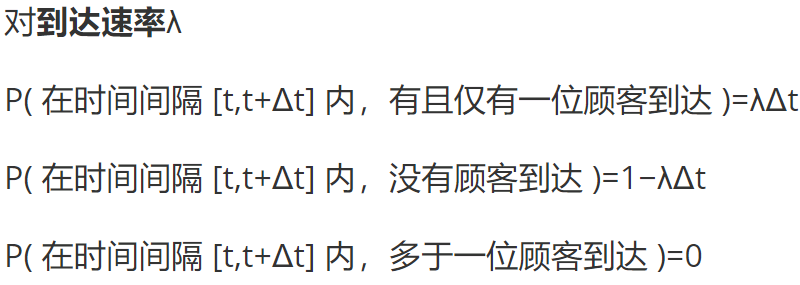 对到达速率λ
P( 在时间间隔 [t,t+Δt] 内，有且仅有一位顾客到达 )=λΔt
P( 在时间间隔 [t,t+Δt] 内，没有顾客到达 )=1−λΔt
P( 在时间间隔 [t,t+Δt] 内，多于一位顾客到达 )=0